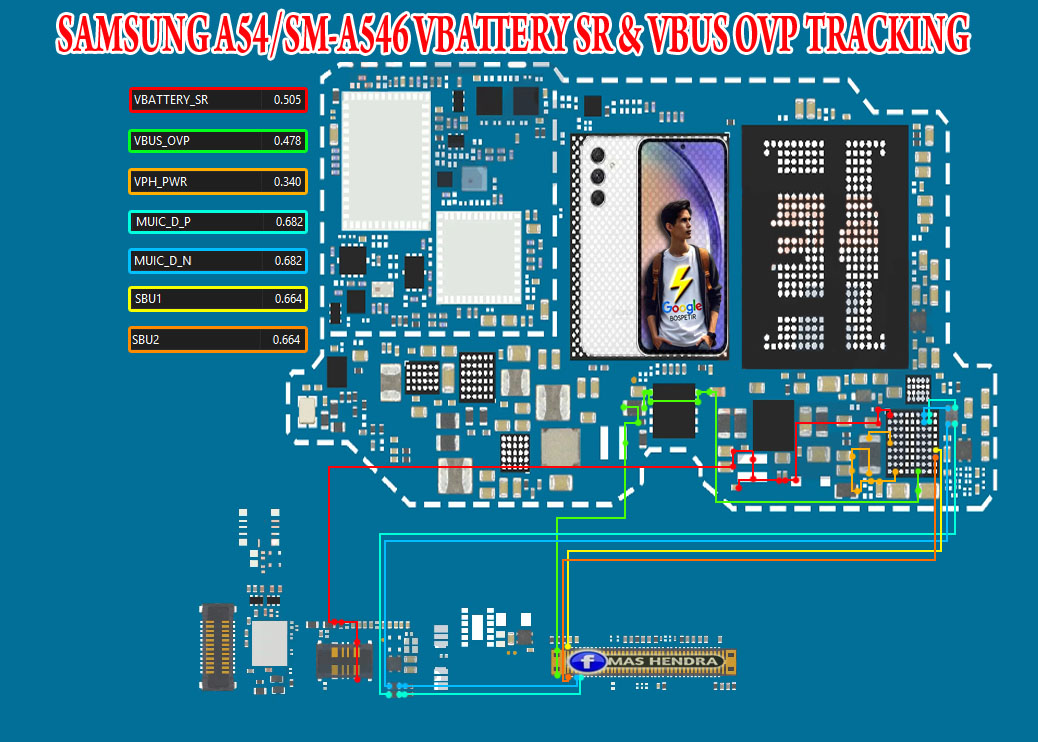 SAMSUNG A54/SM-A546 VBATTERY SR & VBUS OVP TRACKING
VBATTERY_SR 0.505
VBUS_OVP 0.478
VPH_PWR 0.340
MUIC_D_P 0.682
MUIC_D_N 0.682
SBU1 0.664
SBU2 0.664
Google
BOSPETIR
f MAS HENDRA